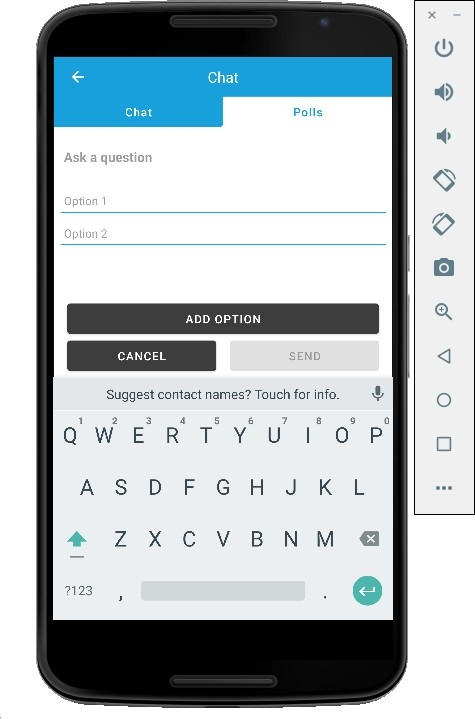 Chat
Chat Polls
Ask a question
Option 1
Option 2
ADD OPTION
CANCEL SEND
Suggest contact names? Touch for info.
1 2 3 4 5 6 7 8 9 0
Q W E R T Y U I O P
A S D F G H J K L
Z X C V B N M
?123 , .